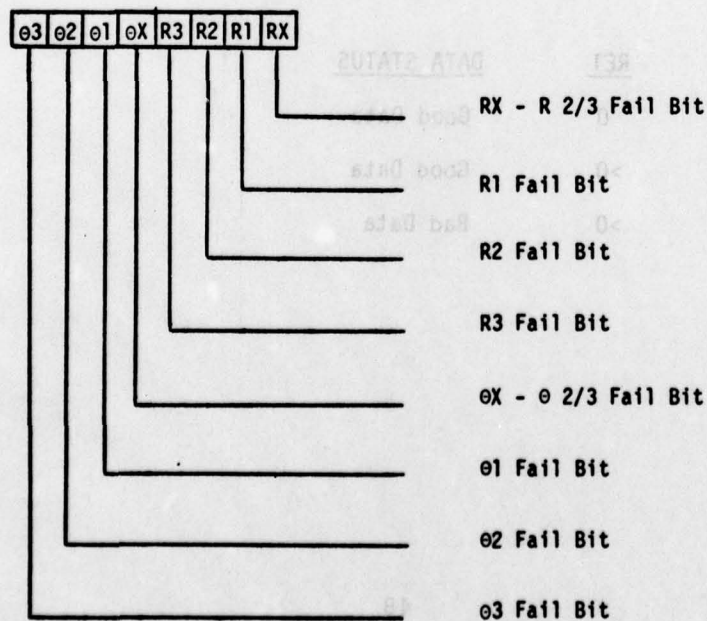 Θ3 Θ2 Θ1 ΘX R3 R2 R1 RX
RX - R 2/3 Fail Bit
R1 Fail Bit
R2 Fail Bit
R3 Fail Bit
ΘX - Θ 2/3 Fail Bit
Θ1 Fail Bit
Θ2 Fail Bit
Θ3 Fail Bit